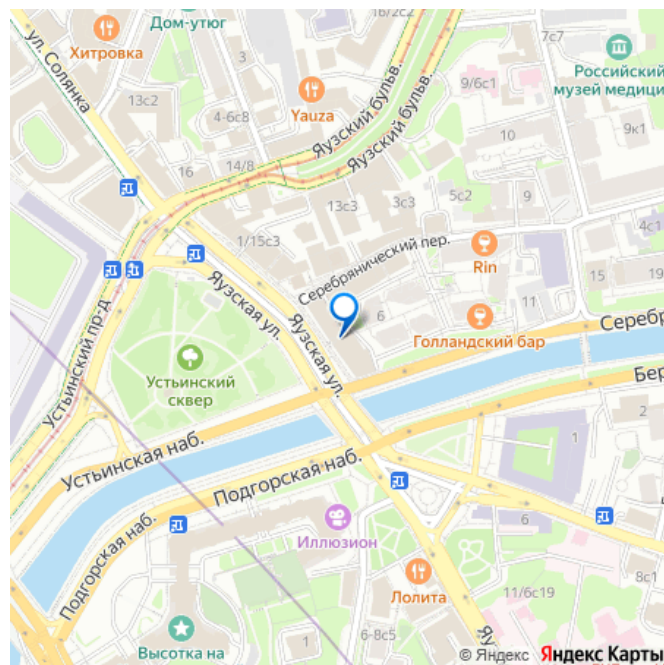 16/2с2
Дом-утюг
Хитровка
ул. Солянка
3
7с7
9/6с1
Российский
музей медици
13с2
4-6с8
Yauza
Яузский бульв.
Яузский бульв.
10
9к1
16
14/8
13с3
3с3
5с2
9
4с1
1/15с3
Серебрянический пер.
Rin
15
19
Яузская ул.
Яузская ул.
6
11
Голландский бар
Серебр
Устьинский пр-д
Устьинский
сквер
Бер
2
1
Устьинская наб.
Подгорская наб.
Подгорская наб.
6
Иллюзион
Лолита
11/6с19
8с1
1
6-8с5
Высотка на
Яуз
© Яндекс Яндекс Карты